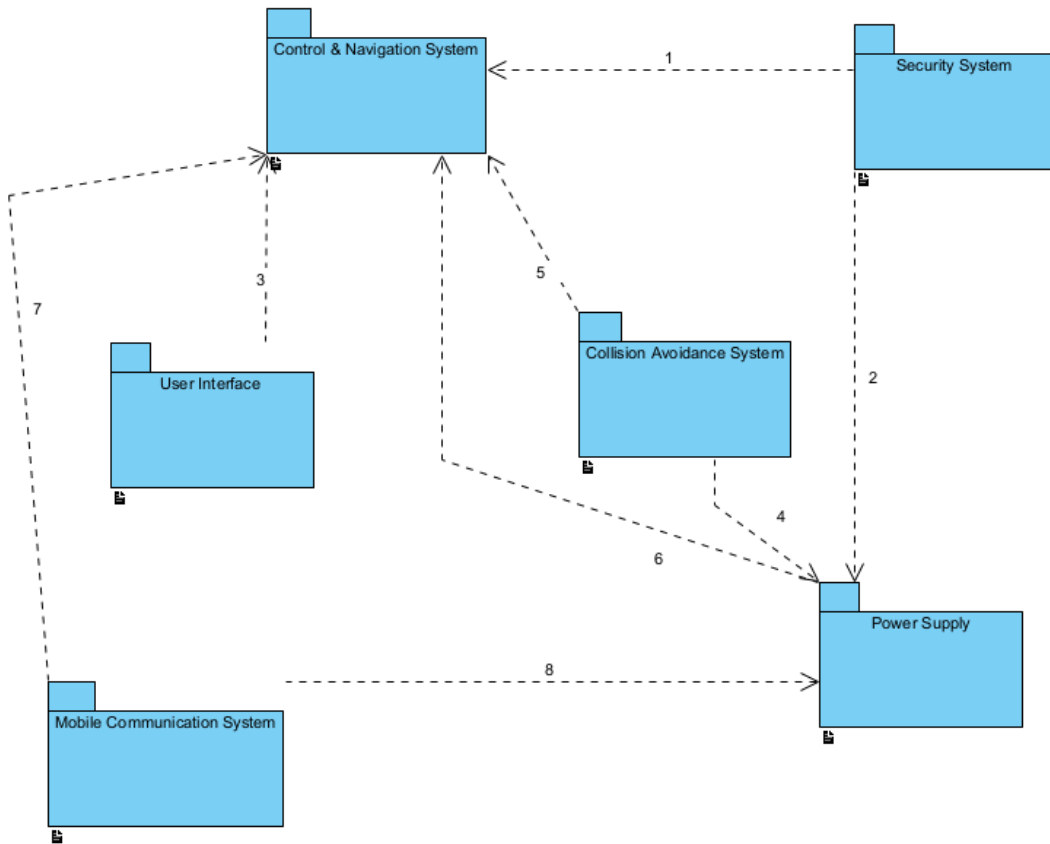 Control & Navigation System
1
Security System
7
3
5
Collision Avoidance System
User Interface
2
4
6
Power Supply
8
Mobile Communication System